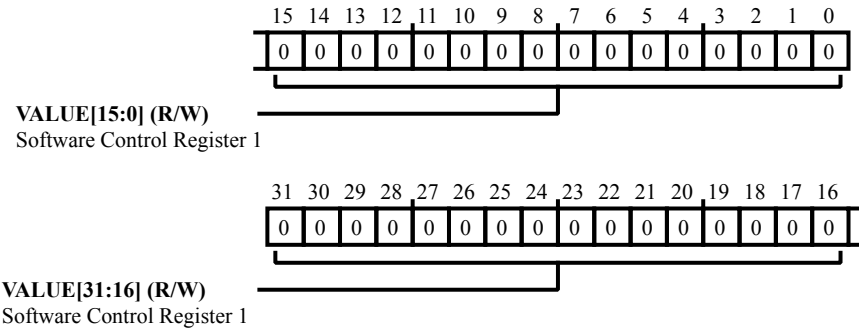 15 14 13 12 11 10 9 8 7 6 5 4 3 2 1 0
0 0 0 0 0 0 0 0 0 0 0 0 0 0 0 0
VALUE[15:0] (R/W)
Software Control Register 1
31 30 29 28 27 26 25 24 23 22 21 20 19 18 17 16
0 0 0 0 0 0 0 0 0 0 0 0 0 0 0 0
VALUE[31:16] (R/W)
Software Control Register 1